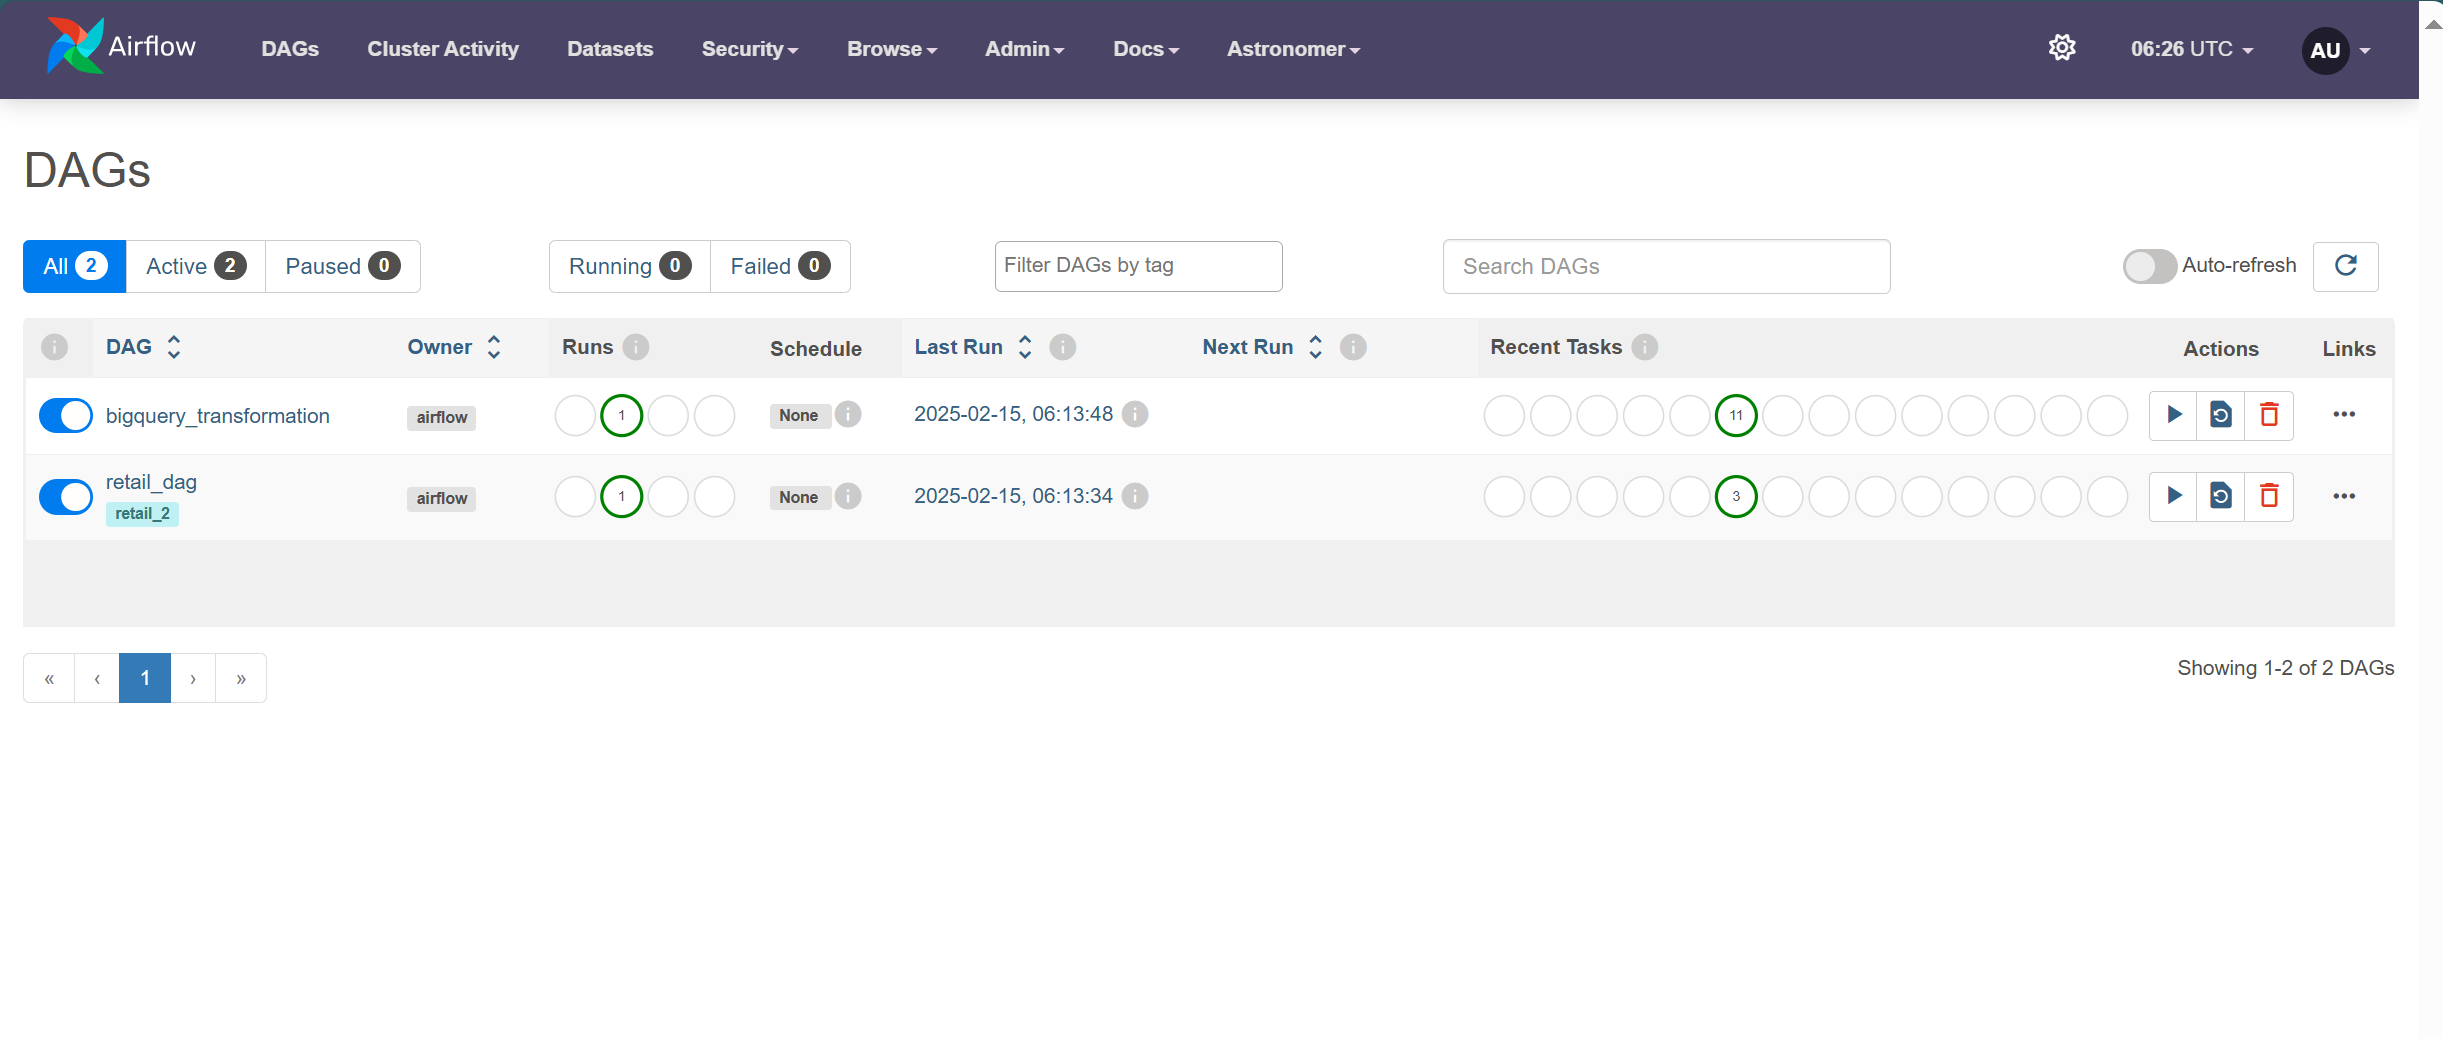 Airflow DAGs Cluster Activity Datasets Security Browse Admin Docs Astronomer 06:26 UTC AU
DAGs
All 2 Active 2 Paused 0 Running 0 Failed 0 Filter DAGs by tag Search DAGs Auto-refresh
i DAG Owner Runs i Schedule Last Run i Next Run i Recent Tasks i Actions Links
bigquery_transformation airflow 1 None i 2025-02-15, 06:13:48 i 11
retail_dag airflow 1 None i 2025-02-15, 06:13:34 i 3
retail_2
« ‹ 1 › » Showing 1-2 of 2 DAGs